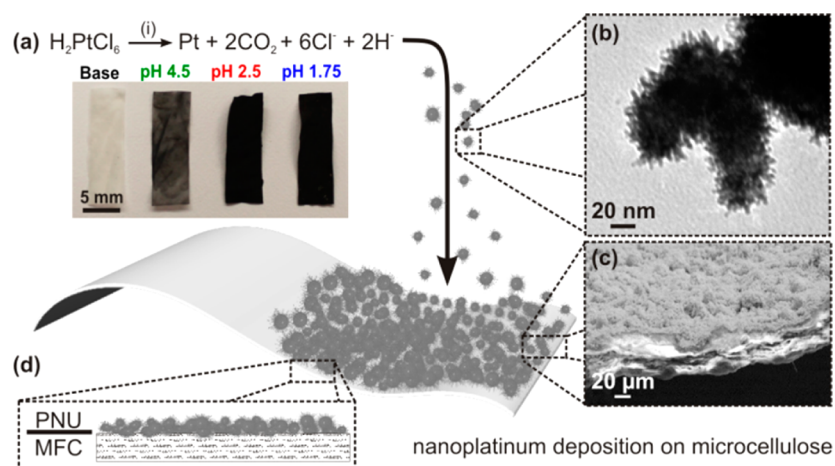 (a) H₂PtCl₆ (i) → Pt + 2CO₂ + 6Cl⁻ + 2H⁻
Base pH 4.5 pH 2.5 pH 1.75
5 mm
(b)
20 nm
(c)
20 µm
(d)
PNU
MFC
nanoplatinum deposition on microcellulose